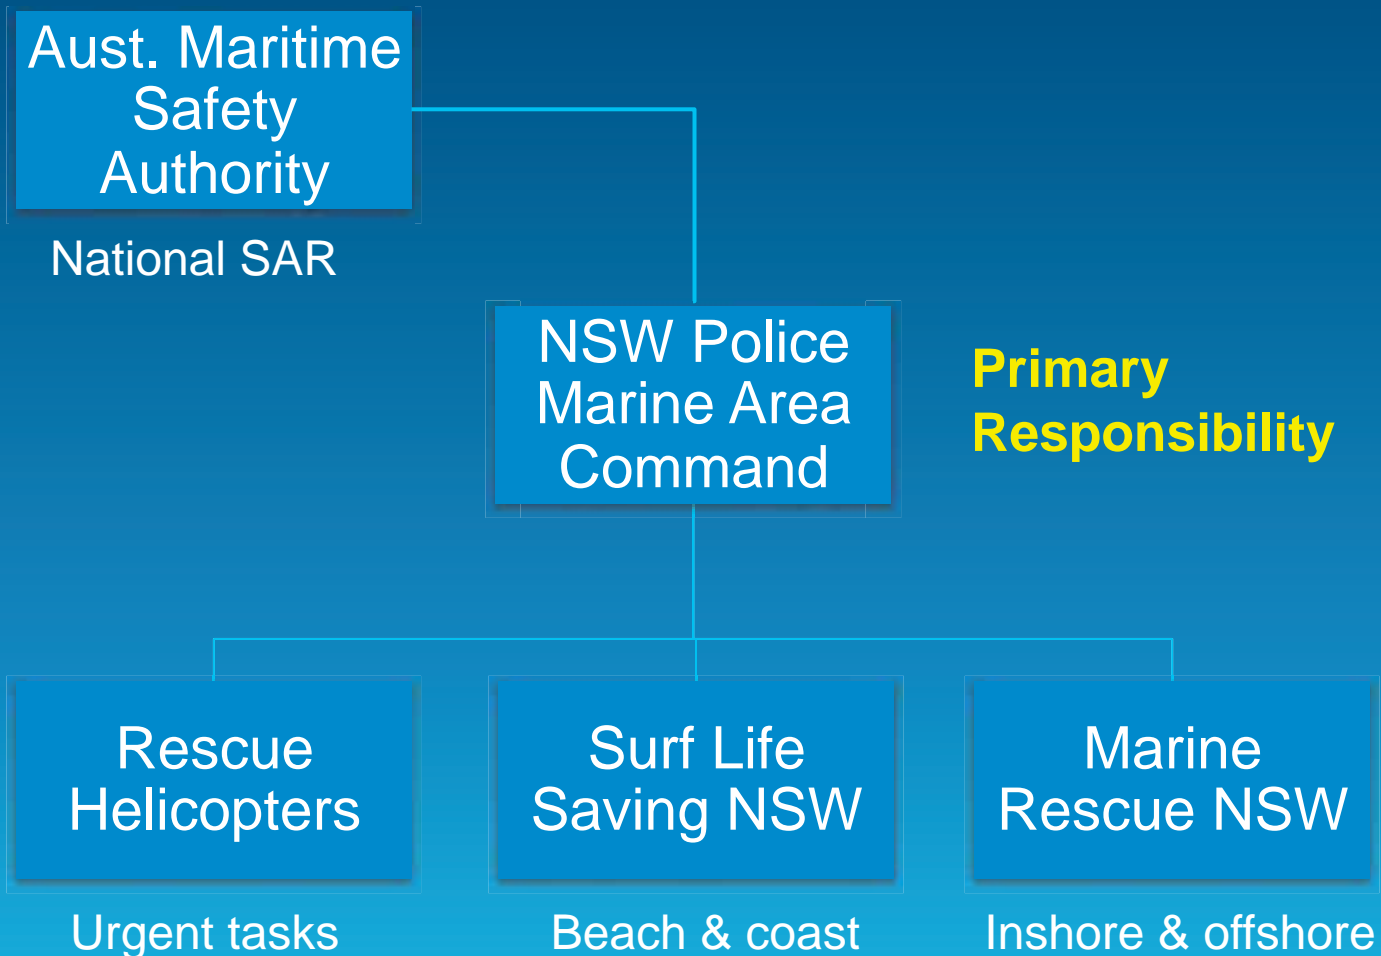 Aust. Maritime
Safety
Authority
National SAR
NSW Police
Marine Area
Command
Primary
Responsibility
Rescue
Helicopters
Urgent tasks
Surf Life
Saving NSW
Beach & coast
Marine
Rescue NSW
Inshore & offshore